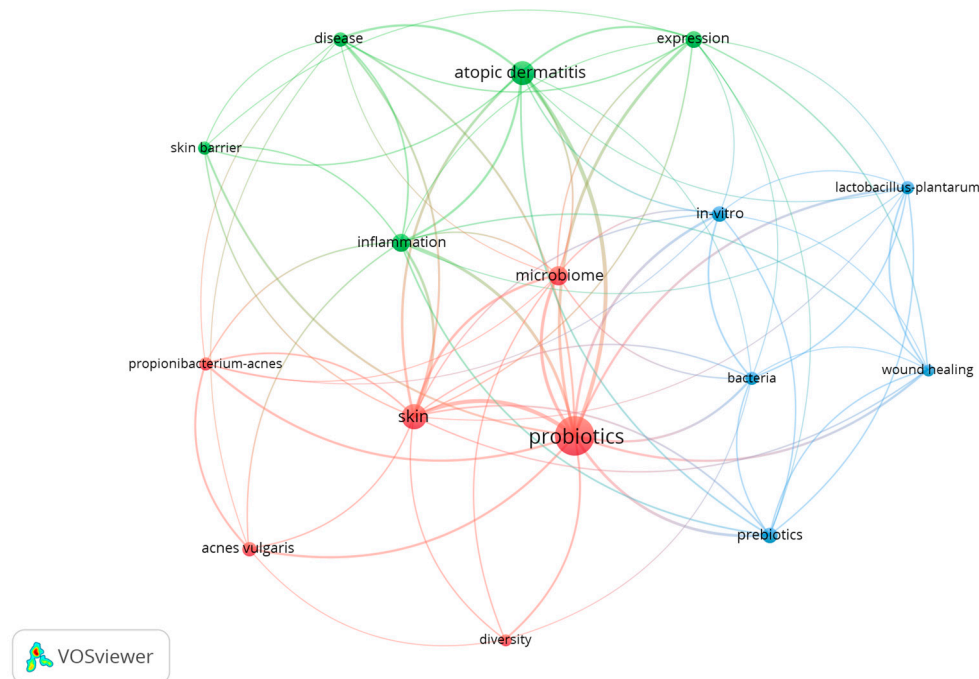 disease
expression
atopic dermatitis
skin barrier
lactobacillus-plantarum
in-vitro
inflammation
microbiome
propionibacterium-acnes
bacteria
wound healing
skin
probiotics
prebiotics
acnes vulgaris
diversity
VOSviewer